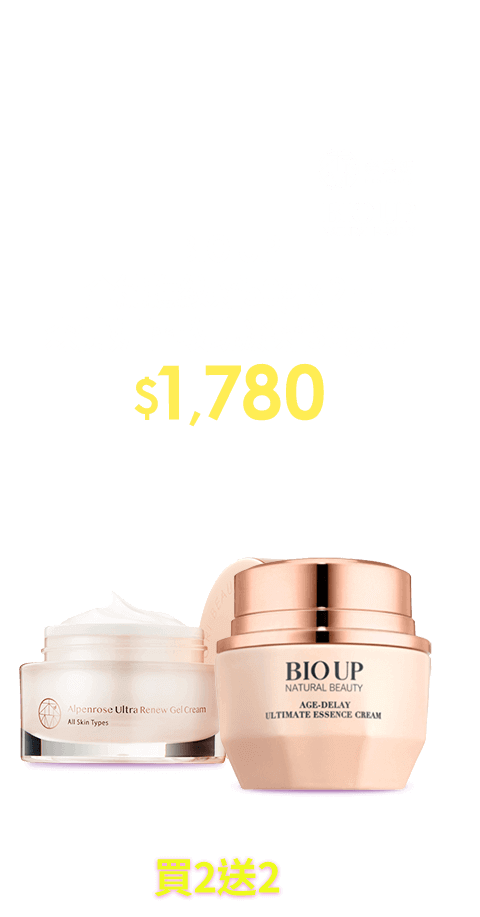 $1,780
Alpenrose Ultra Renew Gel Cream
All Skin Types
BIO UP
NATURAL BEAUTY
AGE-DELAY
ULTIMATE ESSENCE CREAM
買2送2